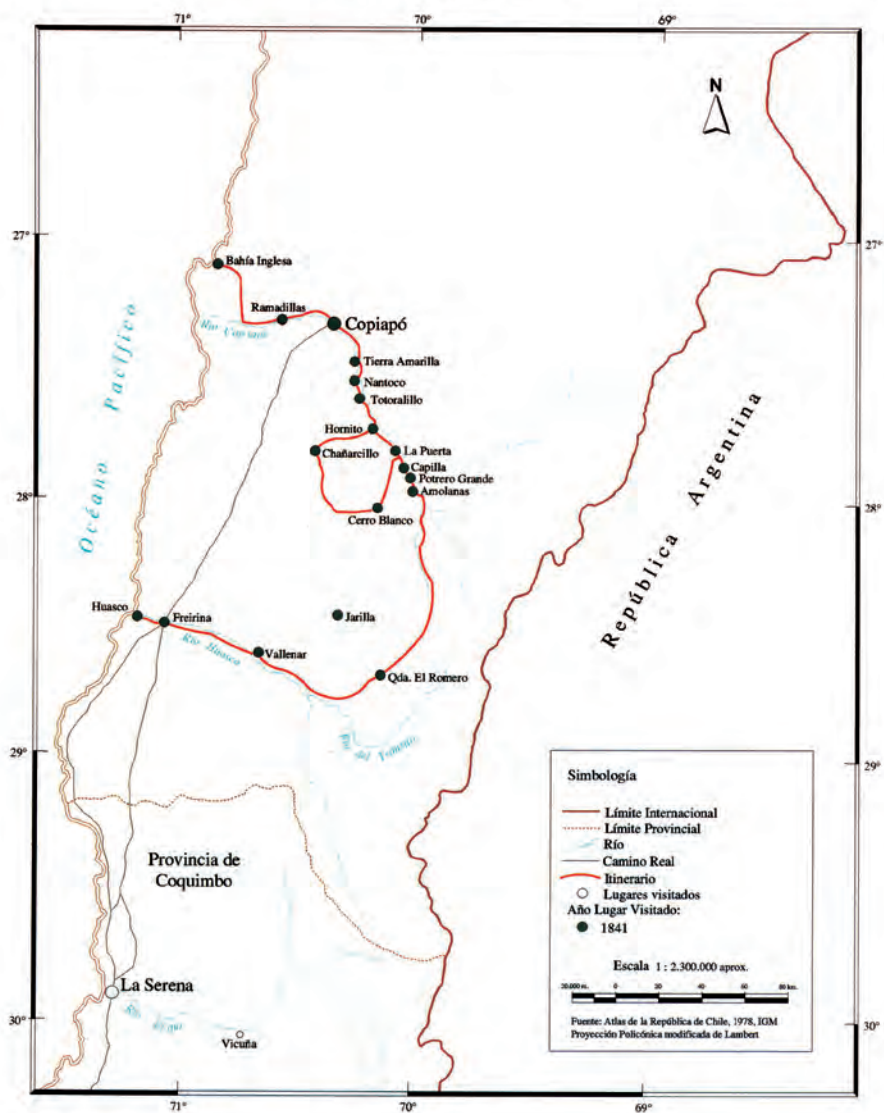 71°
70°
69°
N
27°
27°
Bahía Inglesa
Ramadillas
Copiapó
Océano Pacífico
Tierra Amarilla
Nantoco
Totoralillo
Hornito
Chañarcillo
La Puerta
Capilla
Potrero Grande
Amolanas
Cerro Blanco
28°
28°
República Argentina
Huasco
Freirina
Jarilla
Río Huasco
Vallenar
Qda. El Romero
29°
29°
Provincia de
Coquimbo
La Serena
Vicuña
30°
30°
Simbología
Límite Internacional
Límite Provincial
Río
Camino Real
Itinerario
Lugares visitados
Año Lugar Visitado:
1841
Escala 1 : 2.300.000 aprox.
20.000 m. 0 20 40 60 80 km.
Fuente: Atlas de la República de Chile, 1978, IGM
Proyección Policónica modificada de Lambert
71°
70°
69°